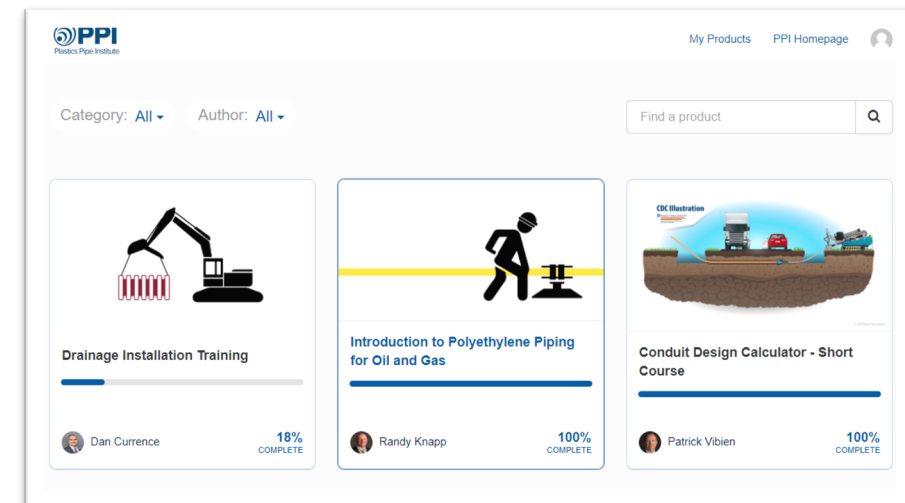 PPI
Plastics Pipe Institute
My Products PPI Homepage
Category: All Author: All
Find a product
CDC Illustration
Drainage Installation Training
Introduction to Polyethylene Piping
for Oil and Gas
Conduit Design Calculator - Short
Course
Dan Currence
18%
COMPLETE
Randy Knapp
100%
COMPLETE
Patrick Vibien
100%
COMPLETE